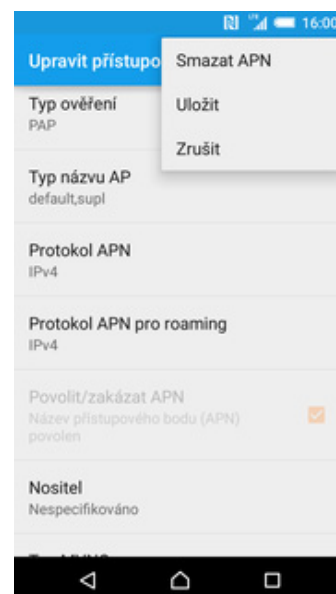 16:00
Upravit přístupo
Smazat APN
Uložit
Zrušit
Typ ověření
PAP
Typ názvu AP
default,supl
Protokol APN
IPv4
Protokol APN pro roaming
IPv4
Povolit/zakázat APN
Název přístupového bodu (APN)
povolen
Nositel
Nespecifikováno